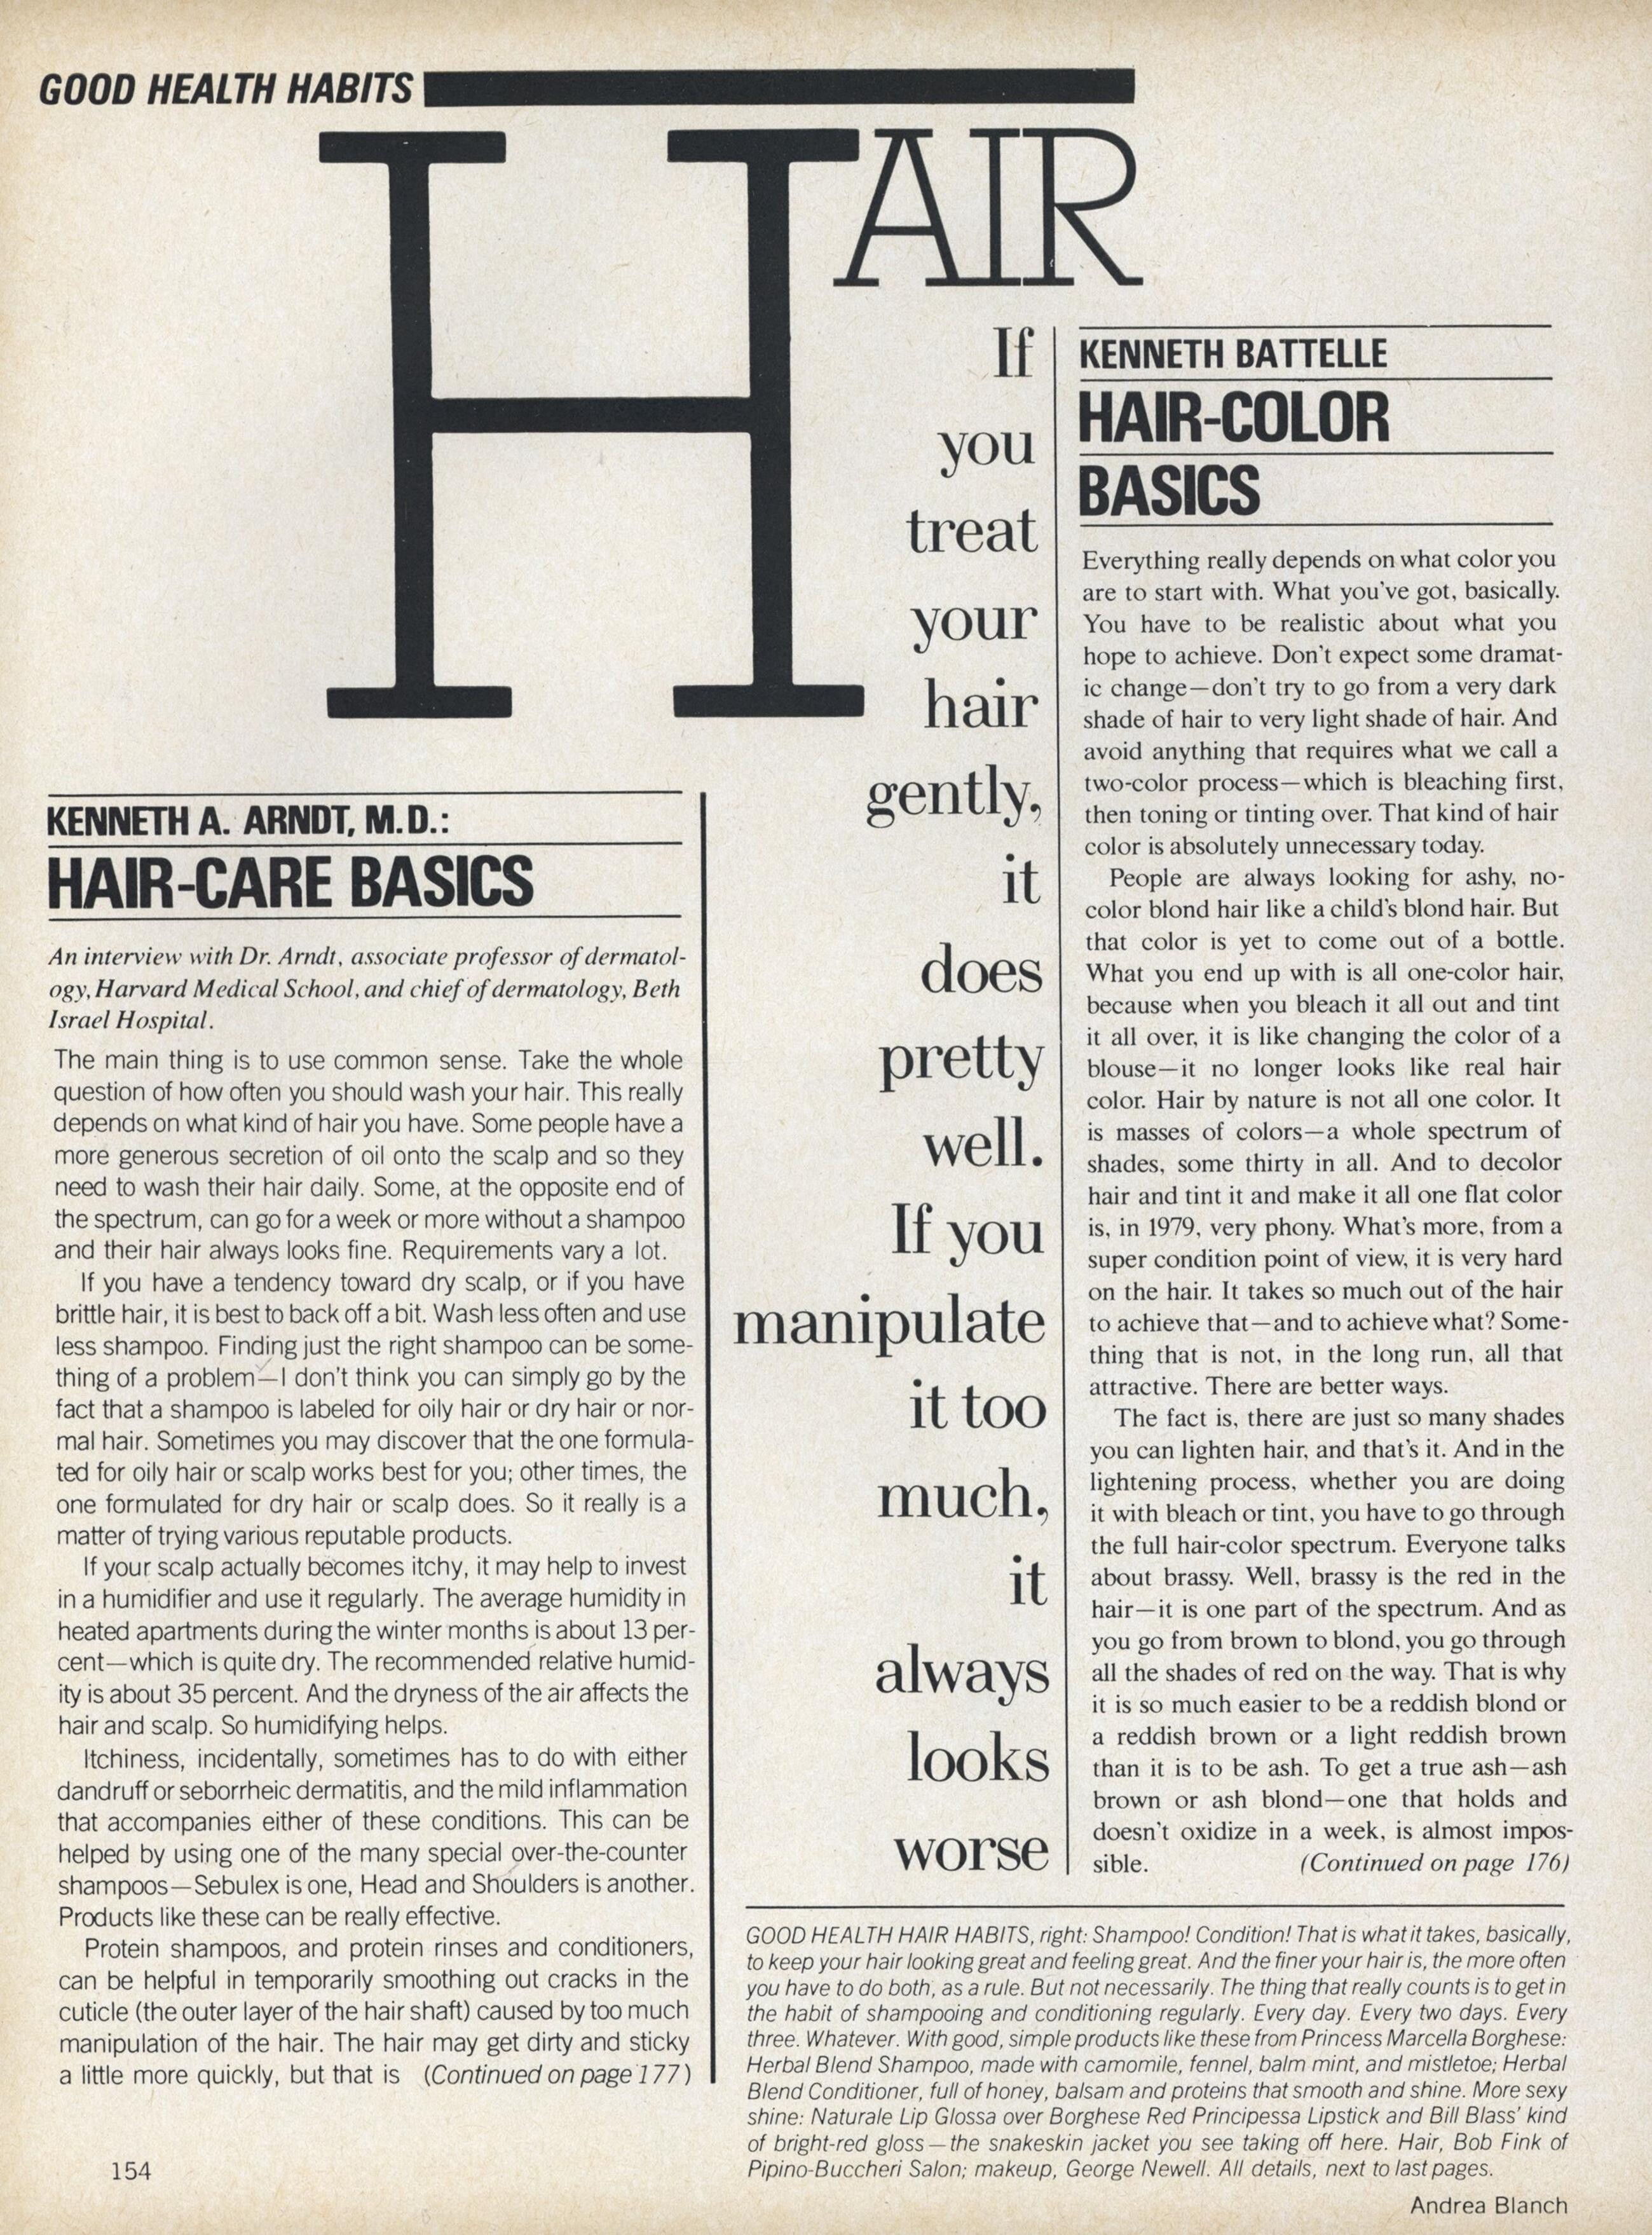 GOOD HEALTH HABITS
HAIR
KENNETH A. ARNDT, M.D.:
HAIR-CARE BASICS
An interview with Dr. Arndt, associate professor of dermatol-
ogy, Harvard Medical School, and chief of dermatology, Beth
Israel Hospital.
The main thing is to use common sense. Take the whole
question of how often you should wash your hair. This really
depends on what kind of hair you have. Some people have a
more generous secretion of oil onto the scalp and so they
need to wash their hair daily. Some, at the opposite end of
the spectrum, can go for a week or more without a shampoo
and their hair always looks fine. Requirements vary a lot.
If you have a tendency toward dry scalp, or if you have
brittle hair, it is best to back off a bit. Wash less often and use
less shampoo. Finding just the right shampoo can be some-
thing of a problem—I don't think you can simply go by the
fact that a shampoo is labeled for oily hair or dry hair or nor-
mal hair. Sometimes you may discover that the one formula-
ted for oily hair or scalp works best for you; other times, the
one formulated for dry hair or scalp does. So it really is a
matter of trying various reputable products.
If your scalp actually becomes itchy, it may help to invest
in a humidifier and use it regularly. The average humidity in
heated apartments during the winter months is about 13 per-
cent—which is quite dry. The recommended relative humid-
ity is about 35 percent. And the dryness of the air affects the
hair and scalp. So humidifying helps.
Itchiness, incidentally, sometimes has to do with either
dandruff or seborrheic dermatitis, and the mild inflammation
that accompanies either of these conditions. This can be
helped by using one of the many special over-the-counter
shampoos—Sebulex is one, Head and Shoulders is another.
Products like these can be really effective.
Protein shampoos, and protein rinses and conditioners,
can be helpful in temporarily smoothing out cracks in the
cuticle (the outer layer of the hair shaft) caused by too much
manipulation of the hair. The hair may get dirty and sticky
a little more quickly, but that is (Continued on page 177)
If
you
treat
your
hair
gently,
it
does
pretty
well.
If you
manipulate
it too
much,
it
always
looks
worse
KENNETH BATTELLE
HAIR-COLOR
BASICS
Everything really depends on what color you
are to start with. What you've got, basically.
You have to be realistic about what you
hope to achieve. Don't expect some dramat-
ic change—don't try to go from a very dark
shade of hair to very light shade of hair. And
avoid anything that requires what we call a
two-color process—which is bleaching first,
then toning or tinting over. That kind of hair
color is absolutely unnecessary today.
People are always looking for ashy, no-
color blond hair like a child's blond hair. But
that color is yet to come out of a bottle.
What you end up with is all one-color hair,
because when you bleach it all out and tint
it all over, it is like changing the color of a
blouse—it no longer looks like real hair
color. Hair by nature is not all one color. It
is masses of colors—a whole spectrum of
shades, some thirty in all. And to decolor
hair and tint it and make it all one flat color
is, in 1979, very phony. What's more, from a
super condition point of view, it is very hard
on the hair. It takes so much out of the hair
to achieve that—and to achieve what? Some-
thing that is not, in the long run, all that
attractive. There are better ways.
The fact is, there are just so many shades
you can lighten hair, and that's it. And in the
lightening process, whether you are doing
it with bleach or tint, you have to go through
the full hair-color spectrum. Everyone talks
about brassy. Well, brassy is the red in the
hair—it is one part of the spectrum. And as
you go from brown to blond, you go through
all the shades of red on the way. That is why
it is so much easier to be a reddish blond or
a reddish brown or a light reddish brown
than it is to be ash. To get a true ash—ash
brown or ash blond—one that holds and
doesn't oxidize in a week, is almost impos-
sible. (Continued on page 176)
GOOD HEALTH HAIR HABITS, right: Shampoo! Condition! That is what it takes, basically,
to keep your hair looking great and feeling great. And the finer your hair is, the more often
you have to do both, as a rule. But not necessarily. The thing that really counts is to get in
the habit of shampooing and conditioning regularly. Every day. Every two days. Every
three. Whatever. With good, simple products like these from Princess Marcella Borghese:
Herbal Blend Shampoo, made with camomile, fennel, balm mint, and mistletoe; Herbal
Blend Conditioner, full of honey, balsam and proteins that smooth and shine. More sexy
shine: Naturale Lip Glossa over Borghese Red Principessa Lipstick and Bill Blass' kind
of bright-red gloss—the snakeskin jacket you see taking off here. Hair, Bob Fink of
Pipino-Buccheri Salon; makeup, George Newell. All details, next to last pages.
154
Andrea Blanch